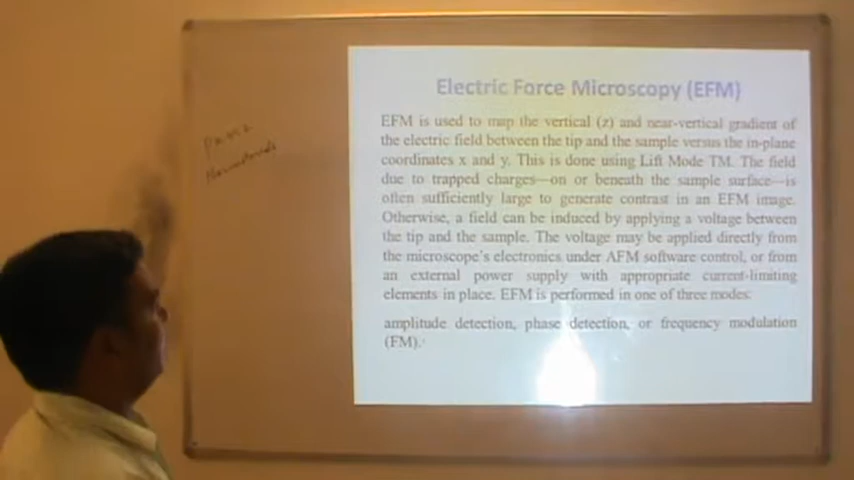 Electric Force Microscopy (EFM)
EFM is used to map the vertical (z) and near-vertical gradient of
the electric field between the tip and the sample versus the in-plane
coordinates x and y. This is done using Lift Mode TM. The field
due to trapped charges—on or beneath the sample surface—is
often sufficiently large to generate contrast in an EFM image.
Otherwise, a field can be induced by applying a voltage between
the tip and the sample. The voltage may be applied directly from
the microscope's electronics under AFM software control, or from
an external power supply with appropriate current-limiting
elements in place. EFM is performed in one of three modes:
amplitude detection, phase detection, or frequency modulation
(FM).